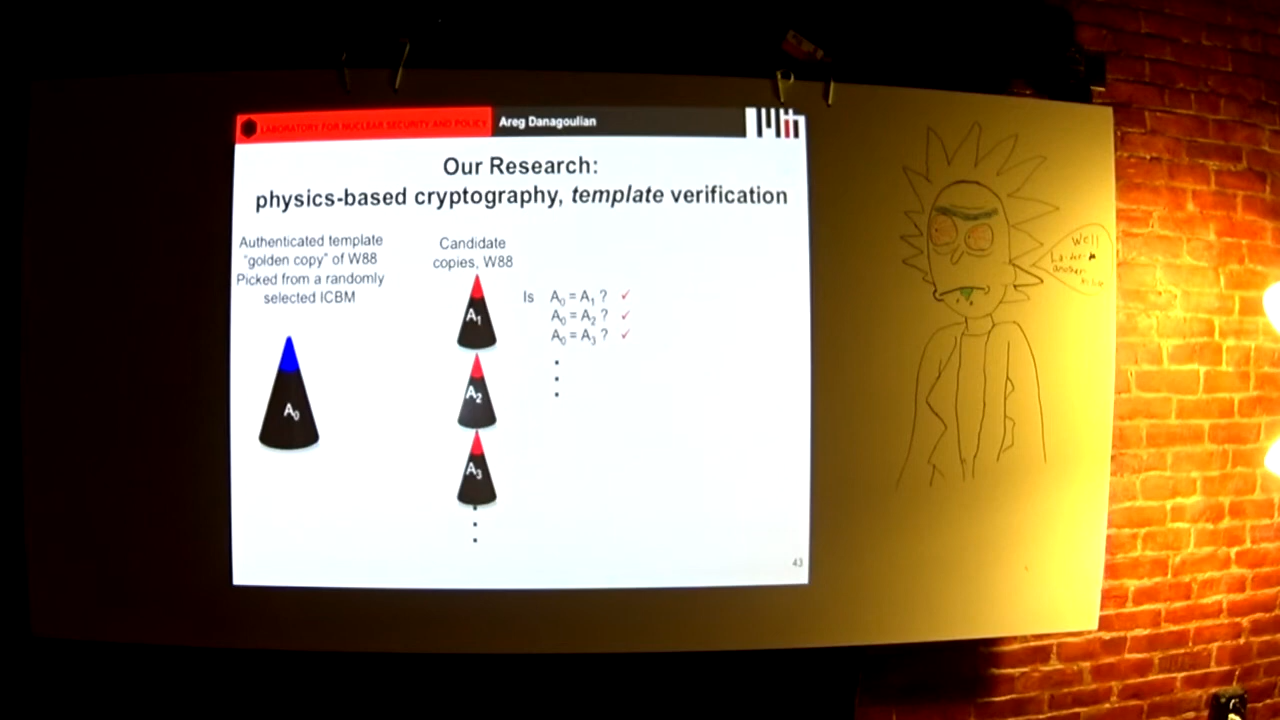 LABORATORY FOR NUCLEAR SECURITY AND POLICY
Areg Danagoulian
MIT
Our Research:
physics-based cryptography, template verification
Authenticated template
"golden copy" of W88
Picked from a randomly
selected ICBM
A0
Candidate
copies, W88
A1
A2
A3
Is A0 = A1 ? ✓
A0 = A2 ? ✓
A0 = A3 ? ✓
43
Well
another